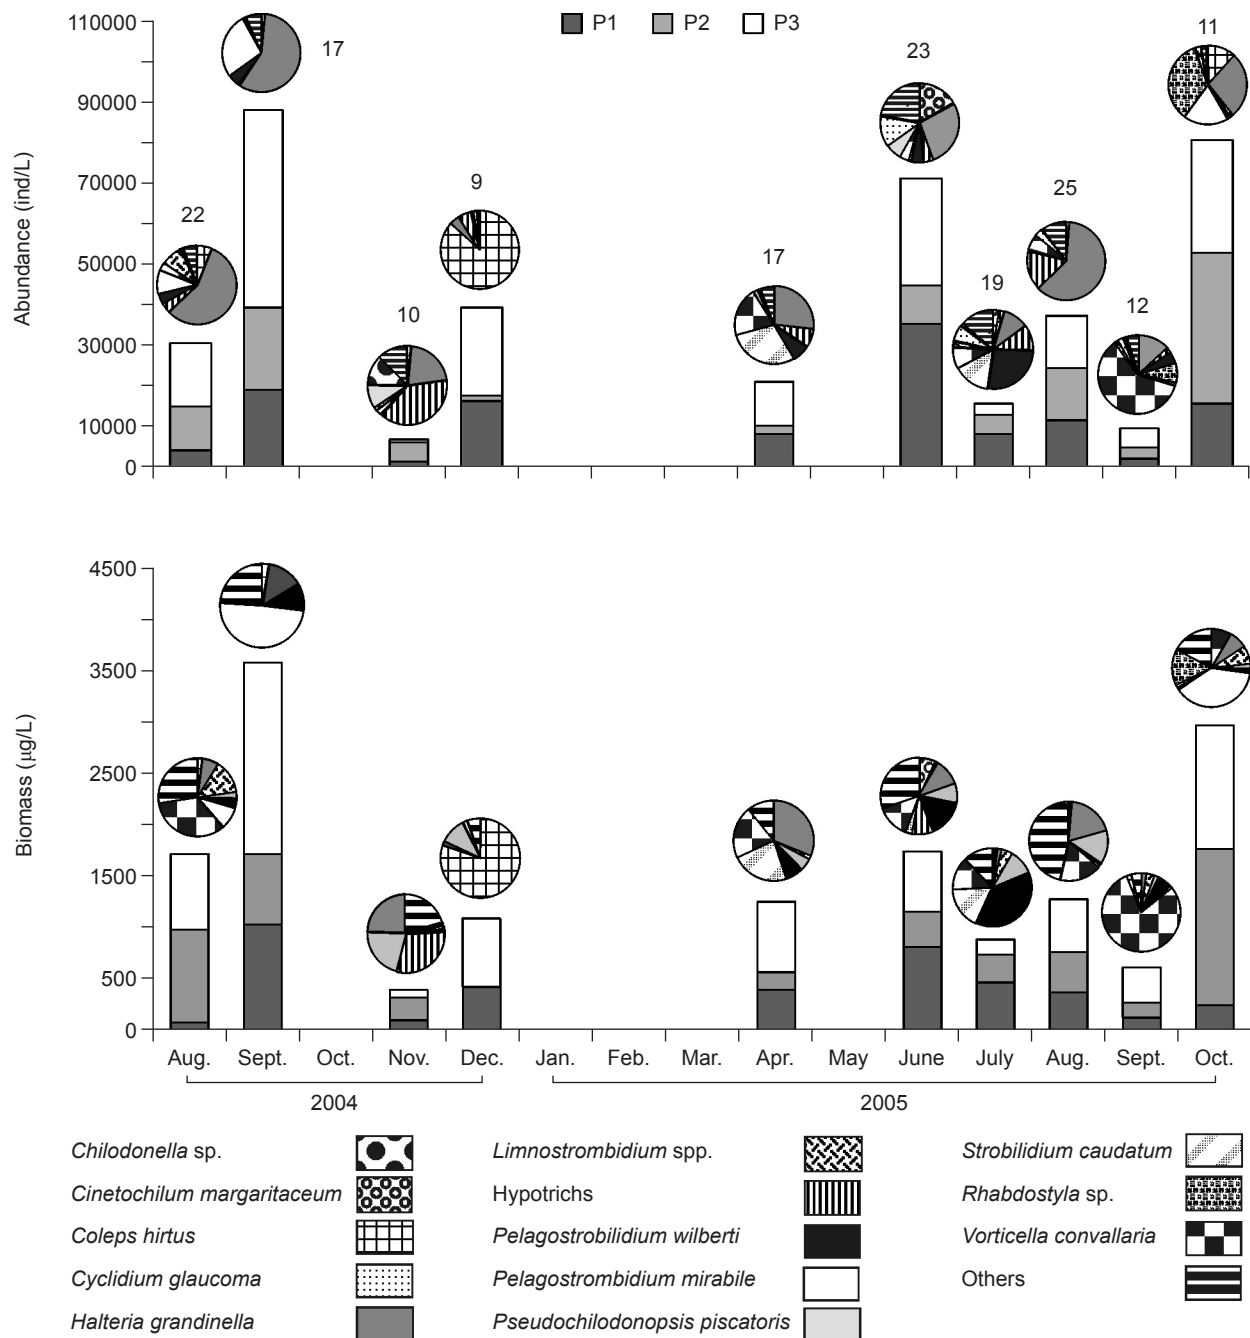 P1 P2 P3
Abundance (ind/L)
110000
90000
70000
50000
30000
10000
0
22
17
10
9
17
23
19
25
12
11
Biomass (µg/L)
4500
3500
2500
1500
500
0
Aug. Sept. Oct. Nov. Dec. Jan. Feb. Mar. Apr. May June July Aug. Sept. Oct.
2004 2005
Chilodonella sp.
Cinetochilum margaritaceum
Coleps hirtus
Cyclidium glaucoma
Halteria grandinella
Limnostrombidium spp.
Hypotrichs
Pelagostrobilidium wilberti
Pelagostrombidium mirabile
Pseudochilodonopsis piscatoris
Strobilidium caudatum
Rhabdostyla sp.
Vorticella convallaria
Others